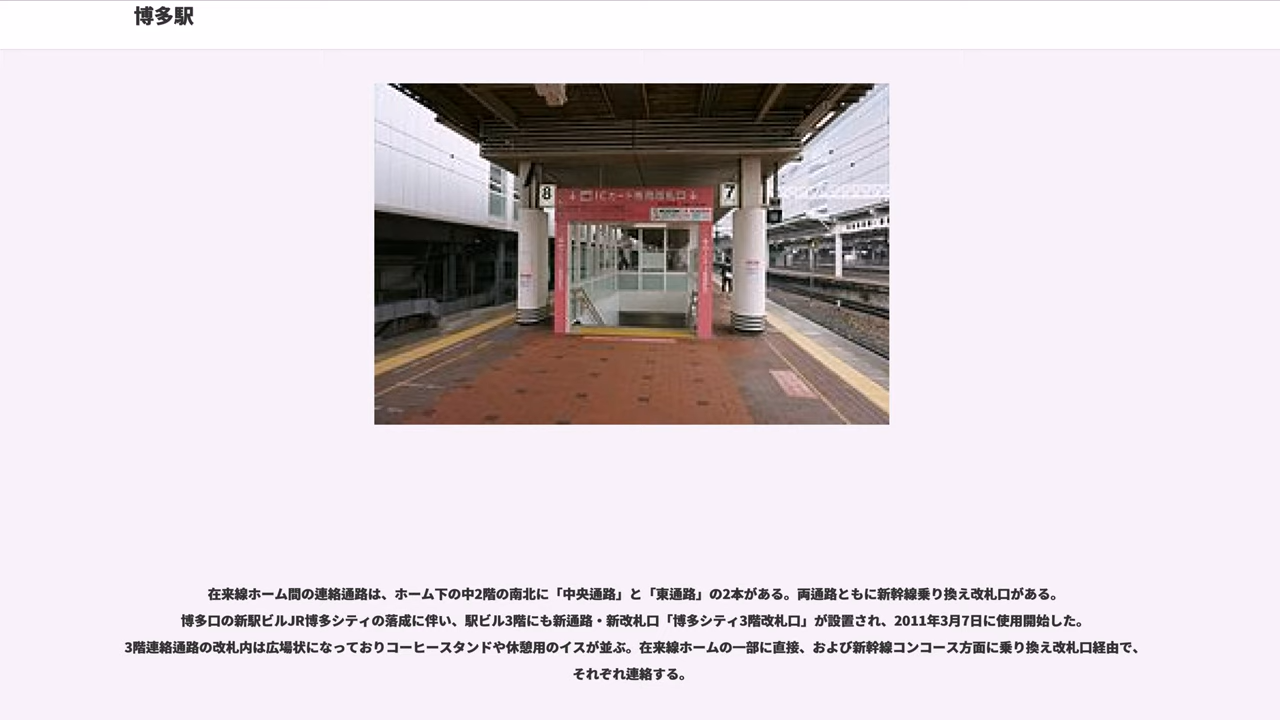 博多駅
8
↓ ICカード専用改札口 ↓
7
在来線ホーム間の連絡通路は、ホーム下の中2階の南北に「中央通路」と「東通路」の2本がある。両通路ともに新幹線乗り換え改札口がある。
博多口の新駅ビルJR博多シティの落成に伴い、駅ビル3階にも新通路・新改札口「博多シティ3階改札口」が設置され、2011年3月7日に使用開始した。
3階連絡通路の改札内は広場状になっておりコーヒースタンドや休憩用のイスが並ぶ。在来線ホームの一部に直接、および新幹線コンコース方面に乗り換え改札口経由で、
それぞれ連絡する。